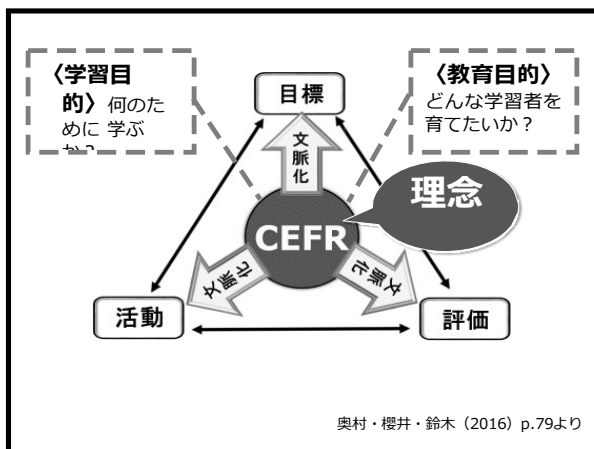 〈学習目
的〉何のた
めに 学ぶ
〈教育目的〉
どんな学習者を
育てたいか？
目標
文脈化
理念
CEFR
文脈化
文脈化
活動
評価
奥村・櫻井・鈴木（2016）p.79より